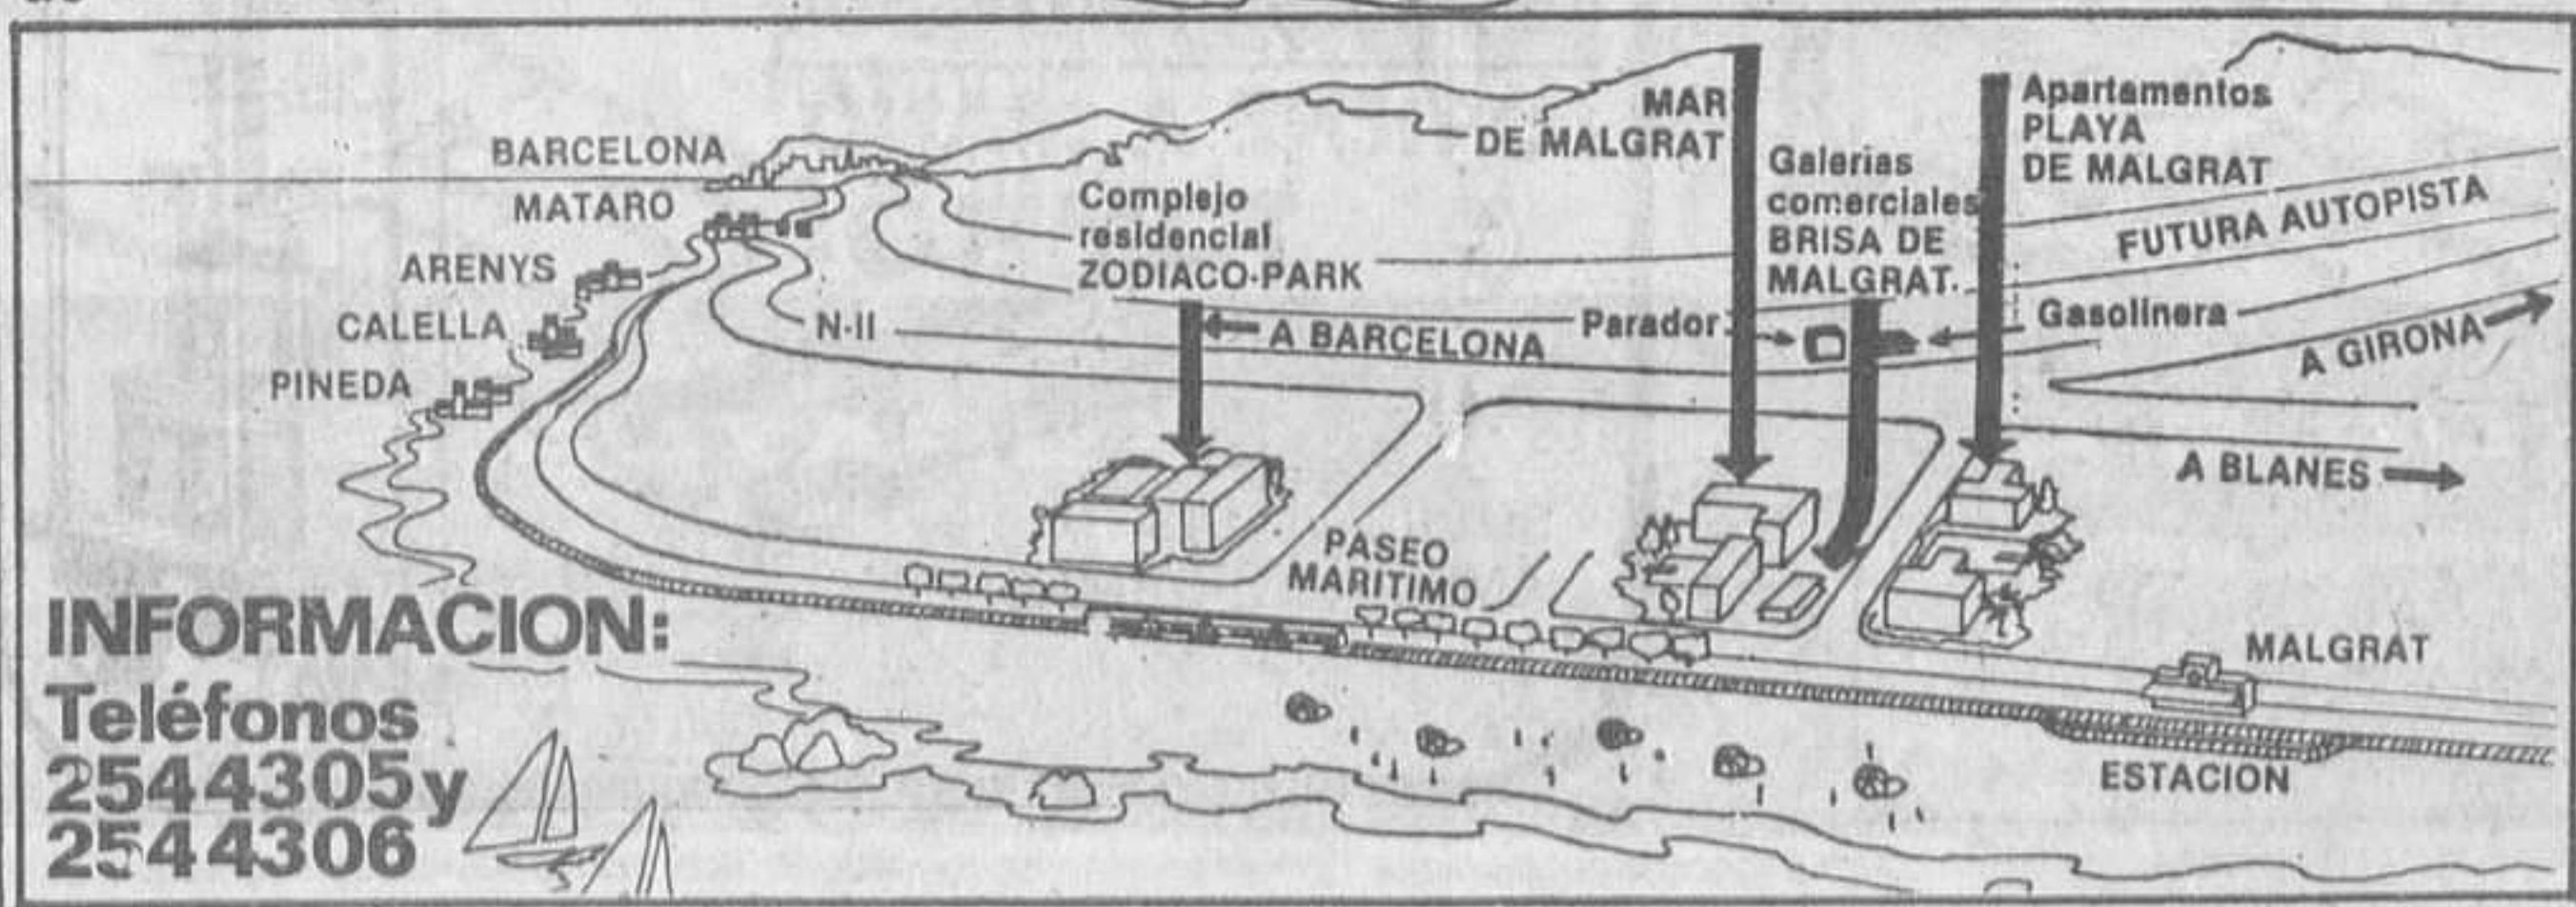 BARCELONA
MATARO
ARENYS
CALELLA
PINEDA
N-II
Complejo
residencial
ZODIACO-PARK
A BARCELONA
MAR
DE MALGRAT
Parador
Galerias
comerciales
BRISA DE
MALGRAT.
Apartamentos
PLAYA
DE MALGRAT
FUTURA AUTOPISTA
Gasolinera
A GIRONA
A BLANES
PASEO
MARITIMO
MALGRAT
ESTACION
INFORMACION:
Teléfonos
2544305 y
2544306